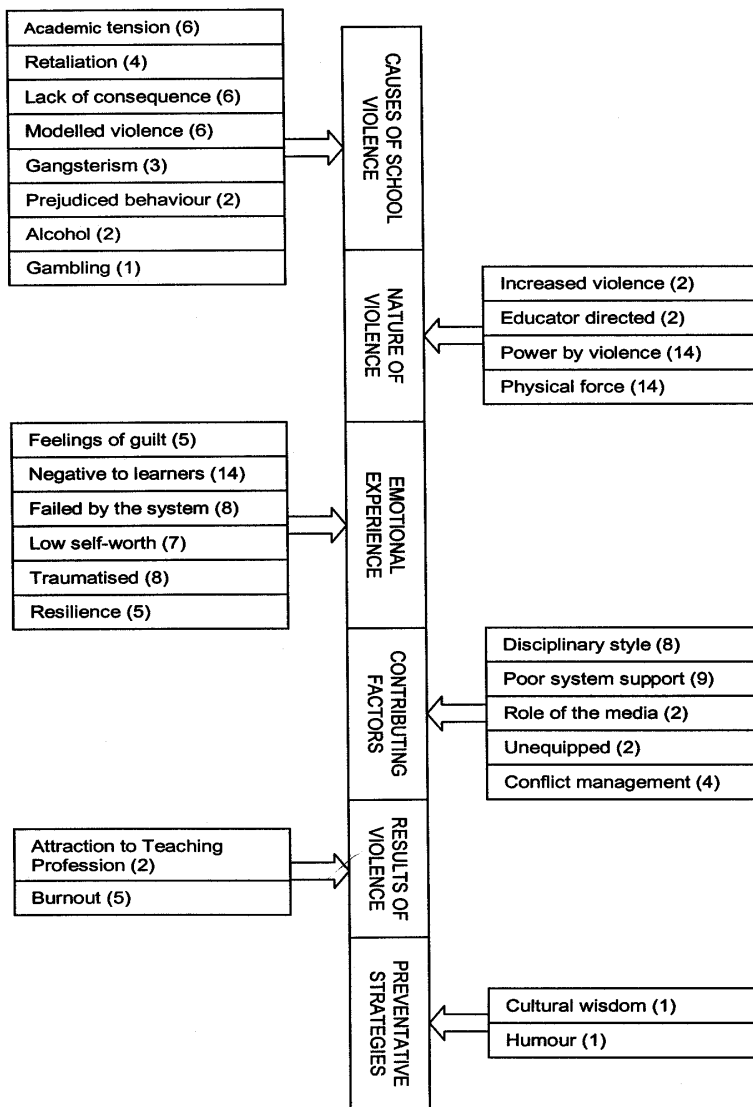 Academic tension (6)
Retaliation (4)
Lack of consequence (6)
Modelled violence (6)
Gangsterism (3)
Prejudiced behaviour (2)
Alcohol (2)
Gambling (1)
CAUSES OF SCHOOL
VIOLENCE
NATURE OF
VIOLENCE
Increased violence (2)
Educator directed (2)
Power by violence (14)
Physical force (14)
Feelings of guilt (5)
Negative to learners (14)
Failed by the system (8)
Low self-worth (7)
Traumatised (8)
Resilience (5)
EMOTIONAL
EXPERIENCE
CONTRIBUTING
FACTORS
Disciplinary style (8)
Poor system support (9)
Role of the media (2)
Unequipped (2)
Conflict management (4)
Attraction to Teaching
Profession (2)
Burnout (5)
RESULTS OF
VIOLENCE
PREVENTATIVE
STRATEGIES
Cultural wisdom (1)
Humour (1)